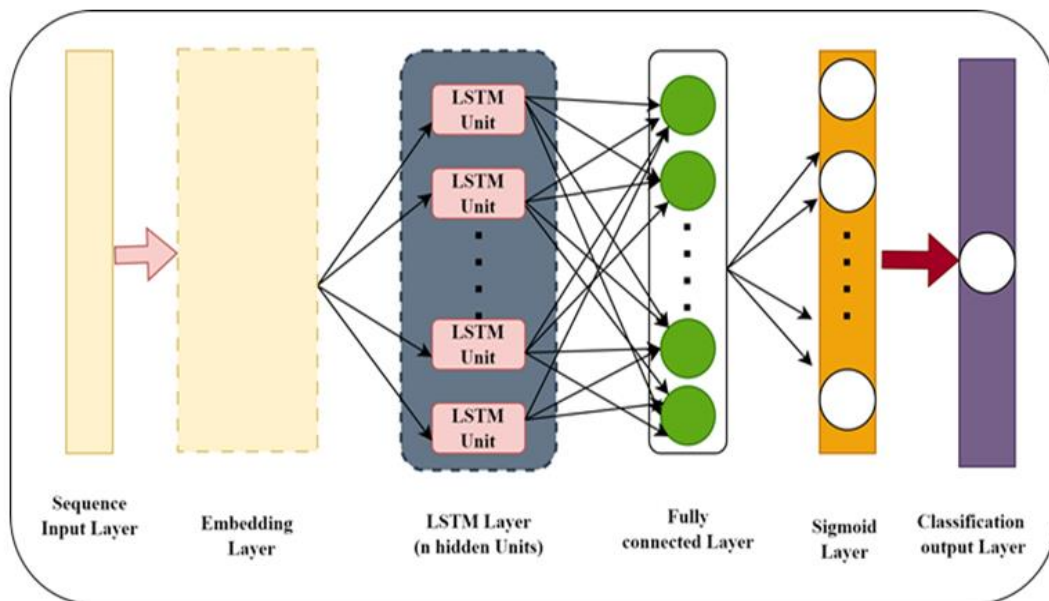 LSTM
Unit
LSTM
Unit
LSTM
Unit
LSTM
Unit
Sequence
Input Layer
Embedding
Layer
LSTM Layer
(n hidden Units)
Fully
connected Layer
Sigmoid
Layer
Classification
output Layer